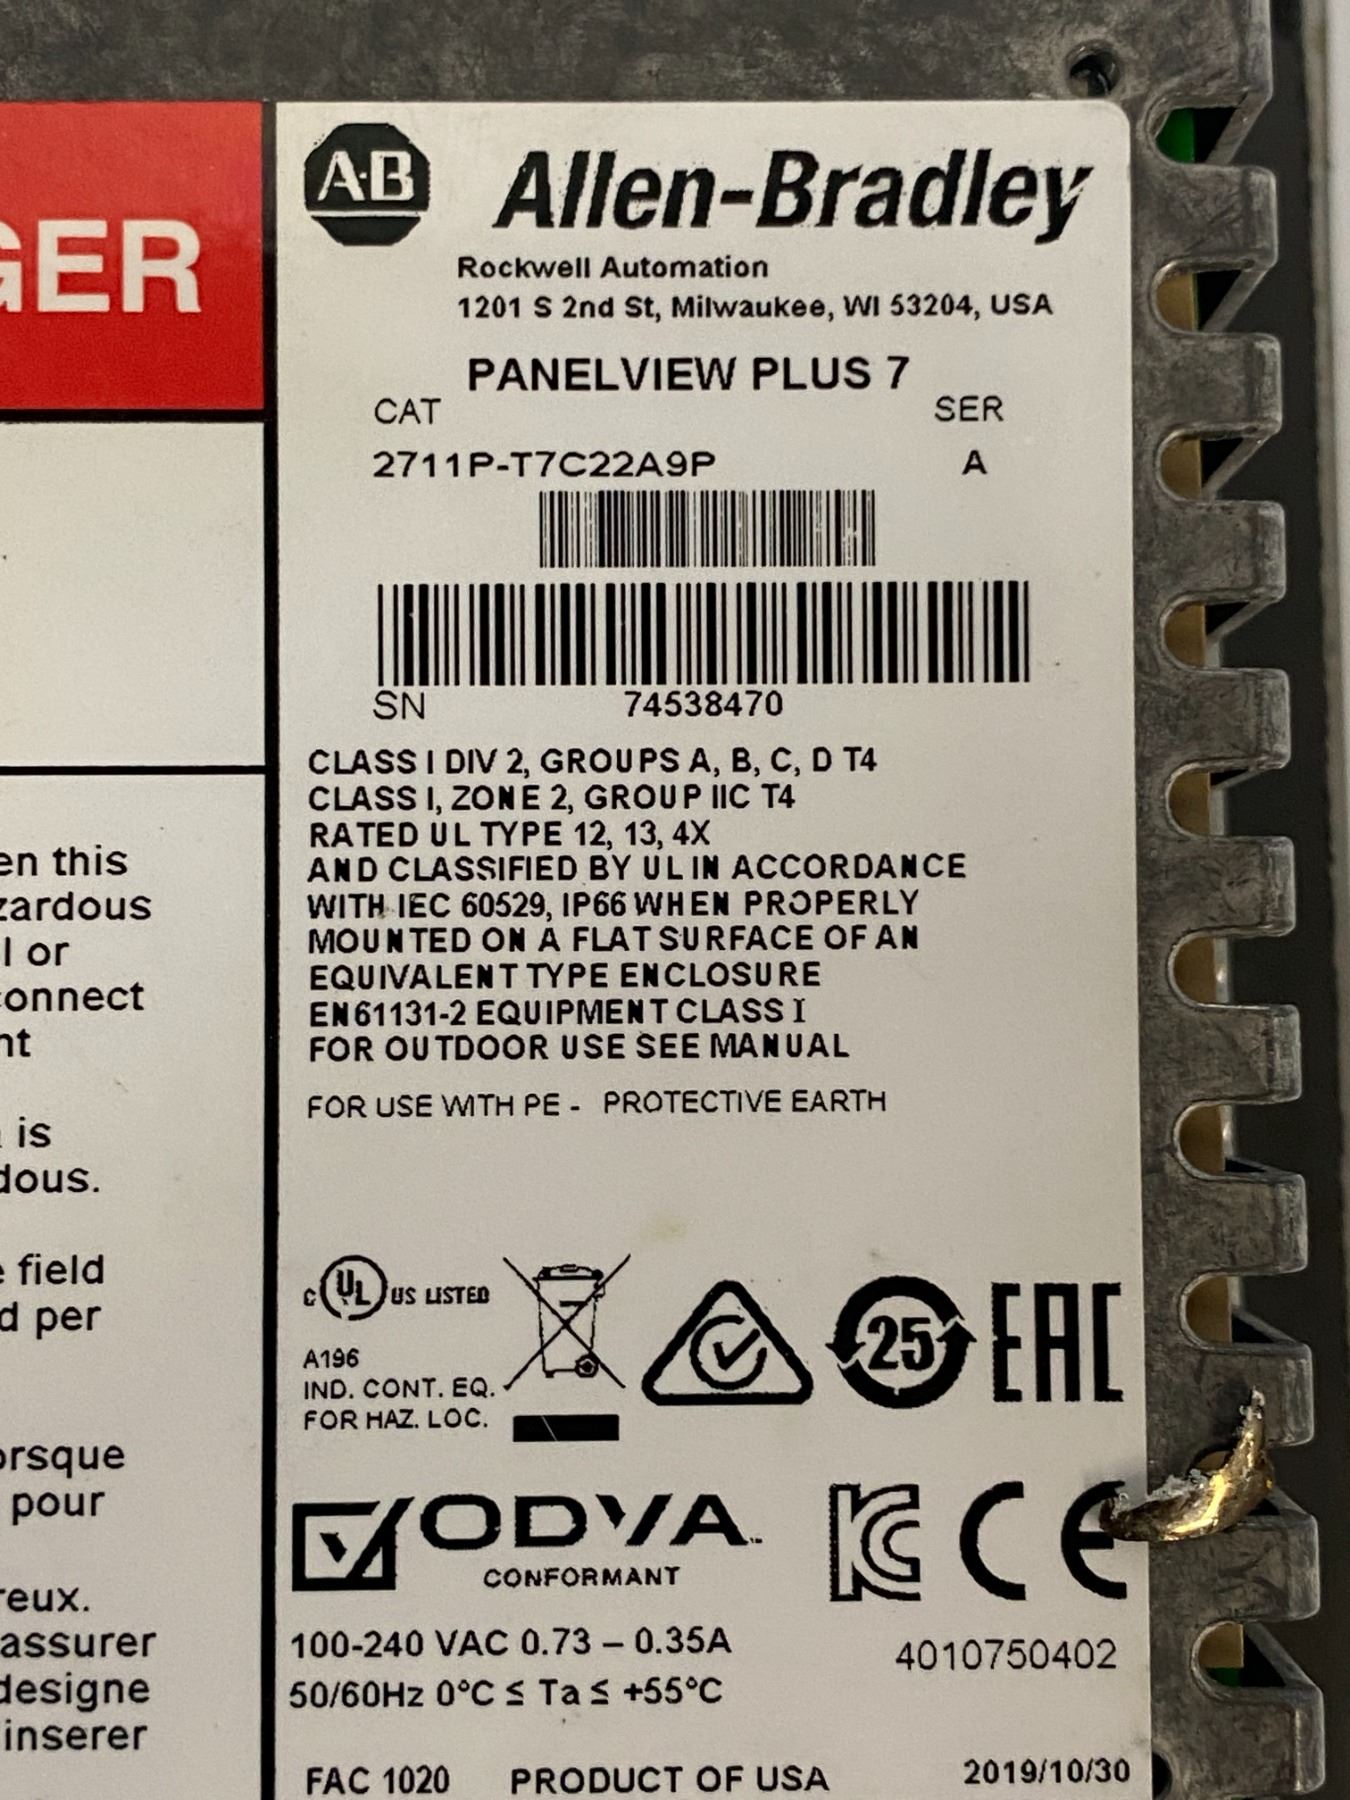 GER
en this
zardous
l or
connect
nt
is
dous.
e field
d per
orsque
pour
reux.
assurer
designe
inserer
A·B Allen-Bradley
Rockwell Automation
1201 S 2nd St, Milwaukee, WI 53204, USA
PANELVIEW PLUS 7
CAT SER
2711P-T7C22A9P A
SN 74538470
CLASS I DIV 2, GROUPS A, B, C, D T4
CLASS I, ZONE 2, GROUP IIC T4
RATED UL TYPE 12, 13, 4X
AND CLASSIFIED BY UL IN ACCORDANCE
WITH IEC 60529, IP66 WHEN PROPERLY
MOUNTED ON A FLAT SURFACE OF AN
EQUIVALENT TYPE ENCLOSURE
EN61131-2 EQUIPMENT CLASS I
FOR OUTDOOR USE SEE MANUAL
FOR USE WITH PE - PROTECTIVE EARTH
C UL US LISTED
25 EAC
A196
IND. CONT. EQ.
FOR HAZ. LOC.
ODVA™ KC CE
CONFORMANT
100-240 VAC 0.73 – 0.35A
4010750402
50/60Hz 0°C ≤ Ta ≤ +55°C
FAC 1020 PRODUCT OF USA 2019/10/30